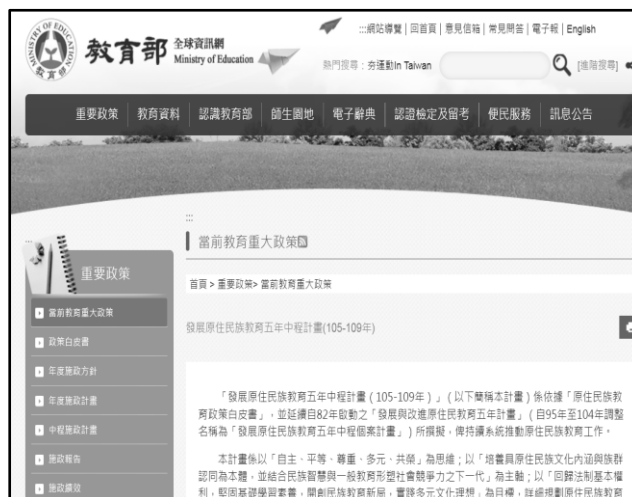 :::網站導覽 | 回首頁 | 意見信箱 | 常見問答 | 電子報 | English
MINISTRY OF EDUCATION
教育部
教育部 全球資訊網
Ministry of Education
熱門搜尋：夯運動In Taiwan
[進階搜尋]
重要政策 教育資料 認識教育部 師生園地 電子辭典 認證檢定及留考 便民服務 訊息公告
:::
當前教育重大政策
首頁 > 重要政策> 當前教育重大政策
發展原住民族教育五年中程計畫(105-109年)
「發展原住民族教育五年中程計畫（105-109年）」（以下簡稱本計畫）係依據「原住民族教
育政策白皮書」，並延續自82年啟動之「發展與改進原住民教育五年計畫」（自95年至104年調整
名稱為「發展原住民族教育五年中程個案計畫」）所撰擬，俾持續系統推動原住民族教育工作。
本計畫係以「自主、平等、尊重、多元、共榮」為思維；以「培養具原住民族文化內涵與族群
認同為本體，並結合民族智慧與一般教育形塑社會競爭力之下一代」為主軸；以「回歸法制基本權
利，堅固基礎學習素養，開創民族教育新局，實踐多元文化理想」為目標，詳細規劃原住民族教育
:::
重要政策
當前教育重大政策
政策白皮書
年度施政方針
年度施政計畫
中程施政計畫
施政報告
施政績效